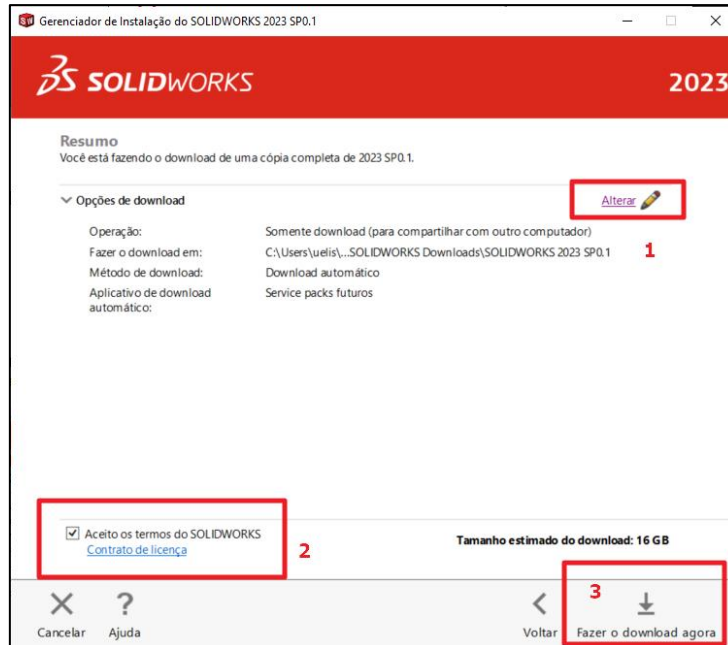 Gerenciador de Instalação do SOLIDWORKS 2023 SP0.1
SOLIDWORKS
2023
Resumo
Você está fazendo o download de uma cópia completa de 2023 SP0.1.
Opções de download
Alterar
1
Operação: Somente download (para compartilhar com outro computador)
Fazer o download em: C:\Users\uelis\...SOLIDWORKS Downloads\SOLIDWORKS 2023 SP0.1
Método de download: Download automático
Aplicativo de download automático: Service packs futuros
Aceito os termos do SOLIDWORKS
Contrato de licença
2
Tamanho estimado do download: 16 GB
3
Cancelar
Ajuda
Voltar
Fazer o download agora